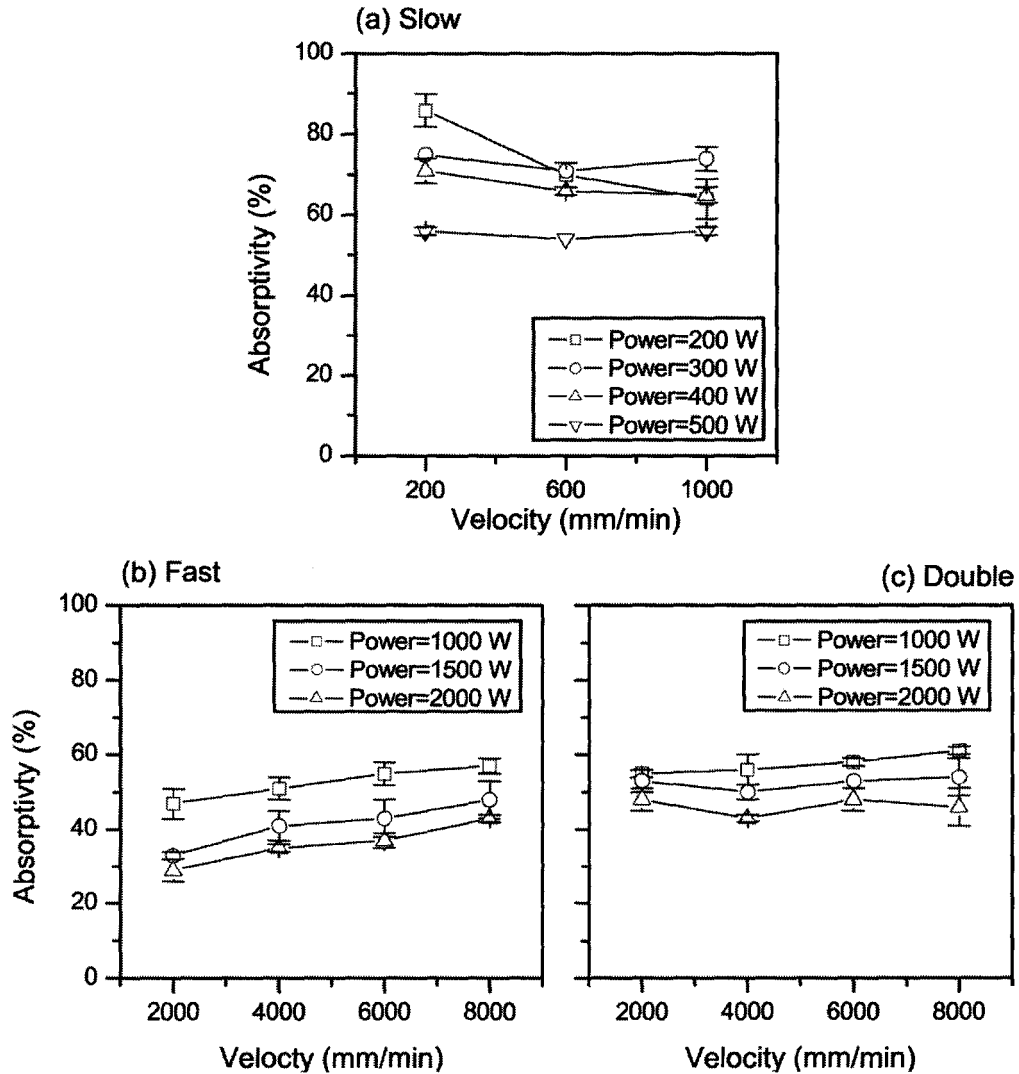 (a) Slow
100
80
60
40
20
0
Absorptivity (%)
Power=200 W
Power=300 W
Power=400 W
Power=500 W
200 600 1000
Velocity (mm/min)
(b) Fast
100
80
60
40
20
0
Absorptivity (%)
Power=1000 W
Power=1500 W
Power=2000 W
2000 4000 6000 8000
Velocty (mm/min)
(c) Double
Power=1000 W
Power=1500 W
Power=2000 W
2000 4000 6000 8000
Velocity (mm/min)